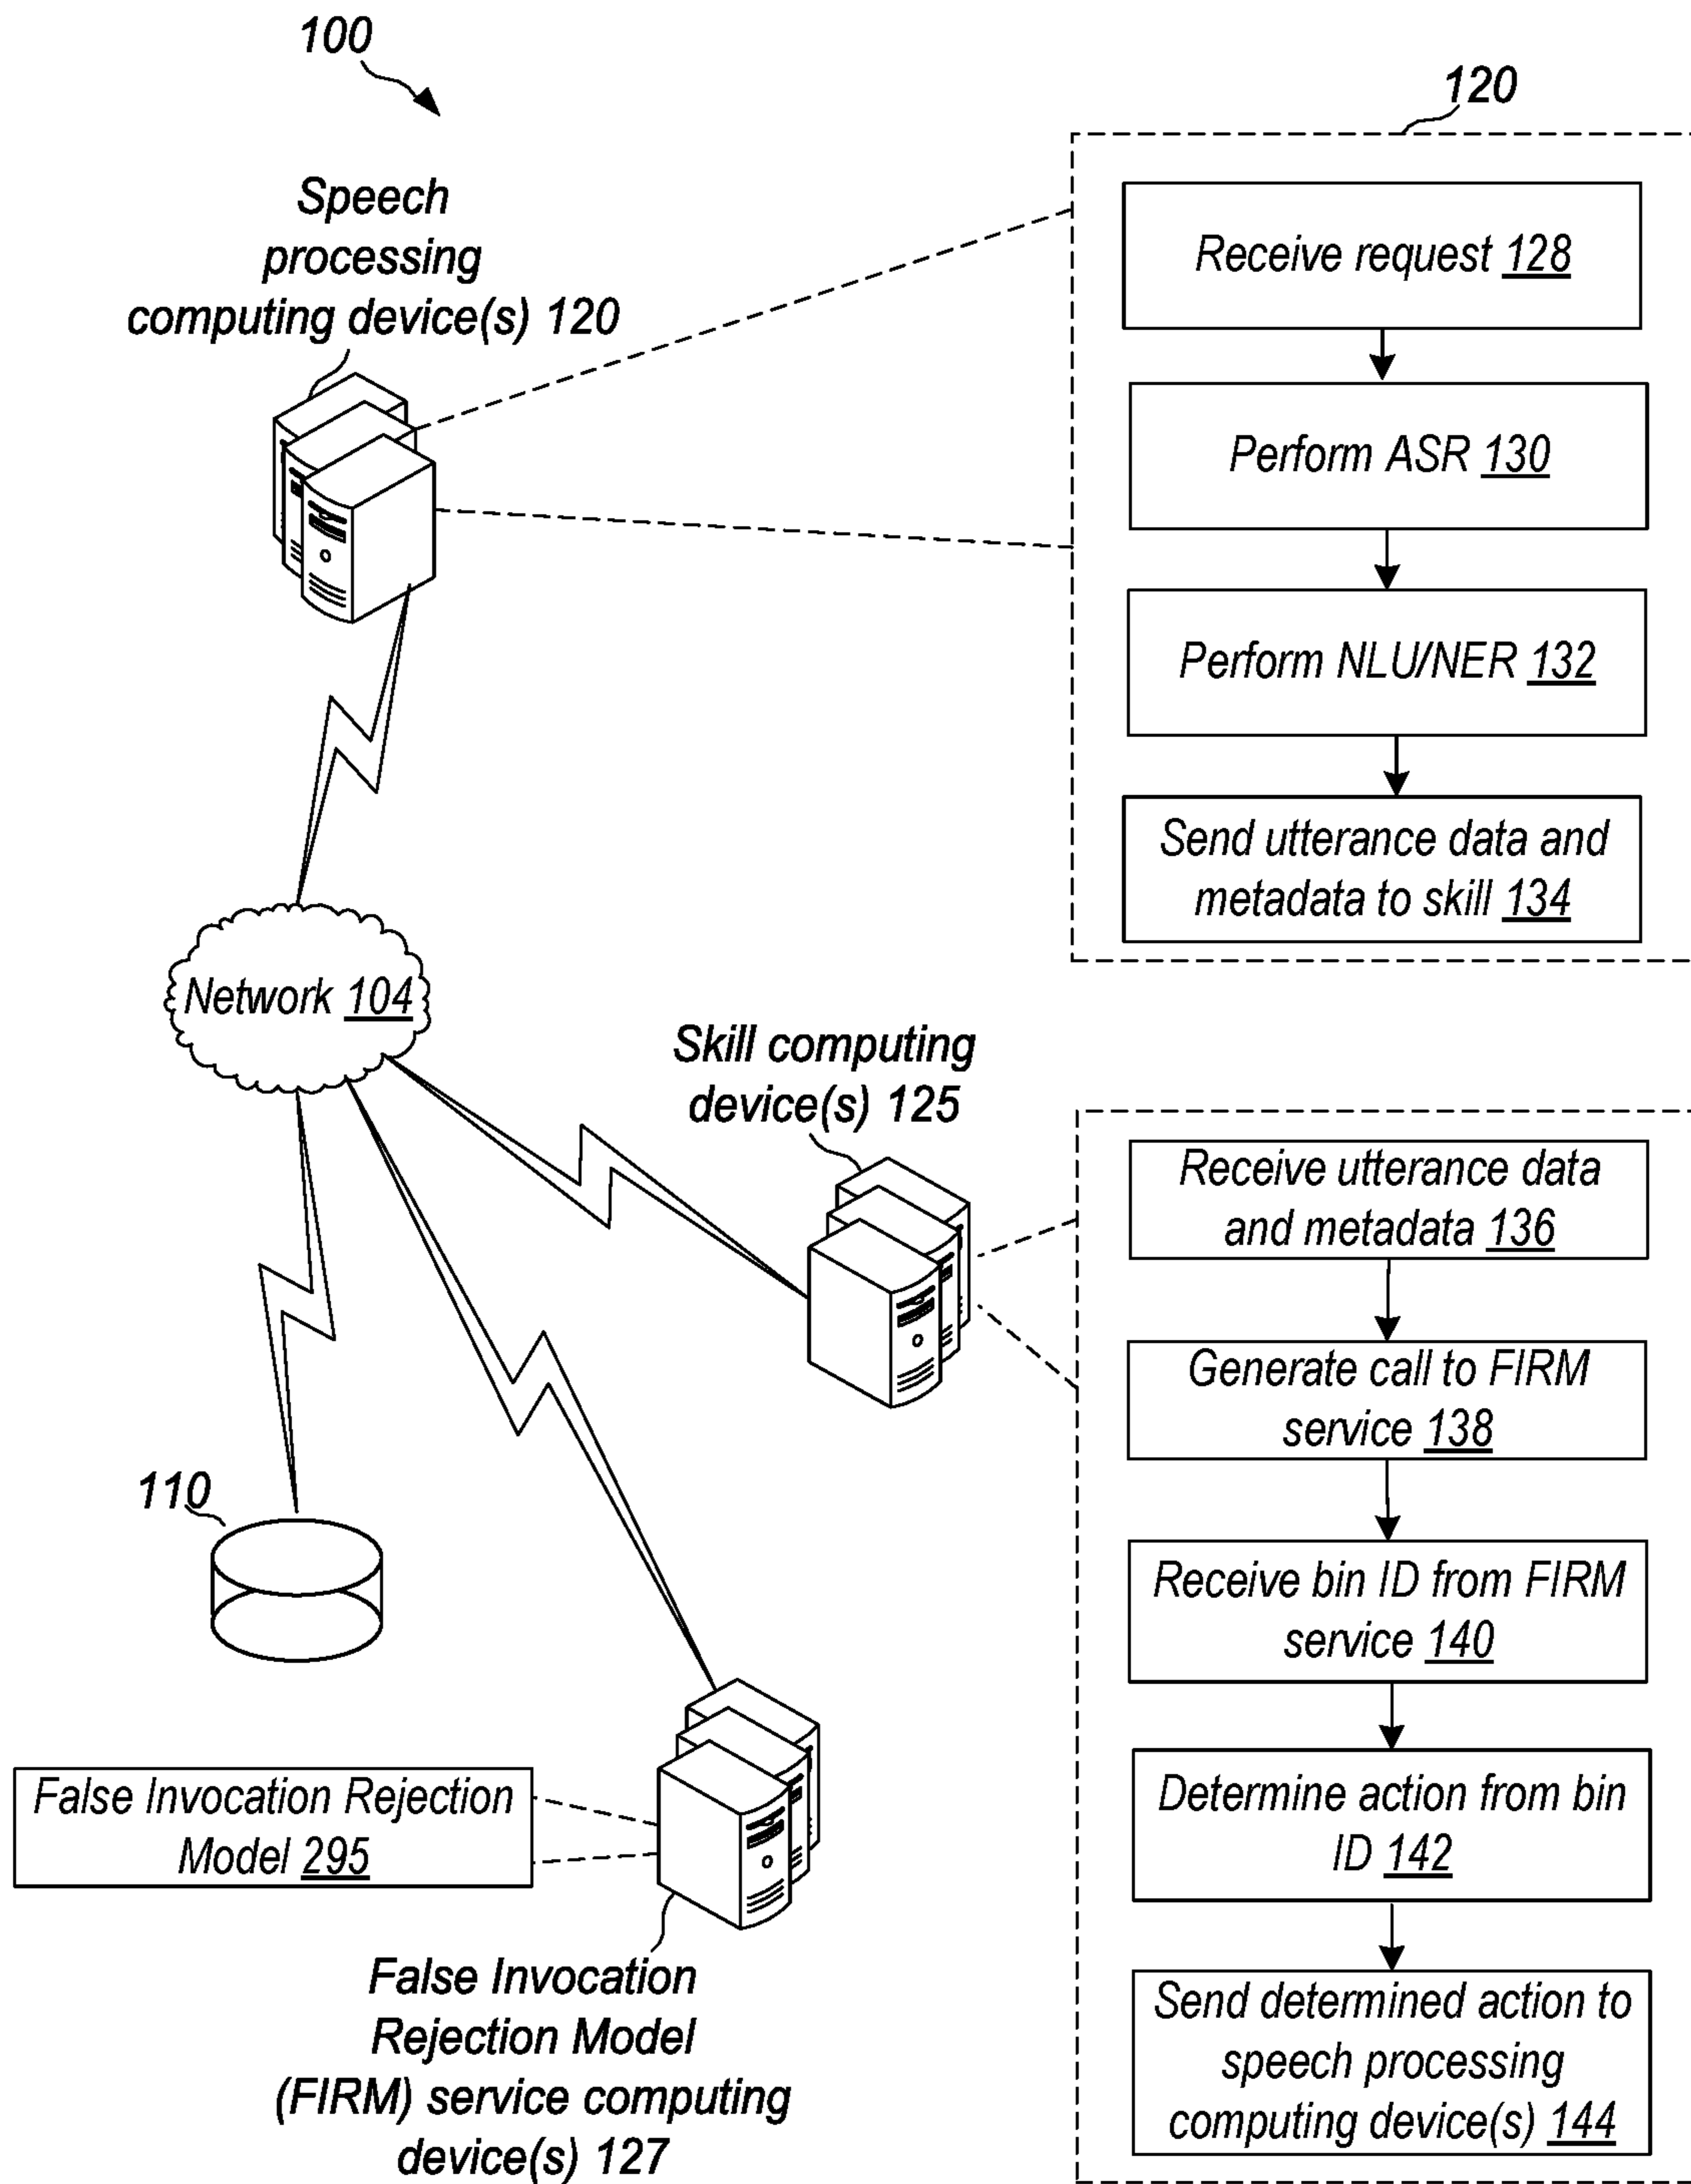 100
120
Speech
processing
computing device(s) 120
Receive request 128
Perform ASR 130
Perform NLU/NER 132
Send utterance data and
metadata to skill 134
Network 104
Skill computing
device(s) 125
Receive utterance data
and metadata 136
Generate call to FIRM
service 138
Receive bin ID from FIRM
service 140
Determine action from bin
ID 142
Send determined action to
speech processing
computing device(s) 144
110
False Invocation Rejection
Model 295
False Invocation
Rejection Model
(FIRM) service computing
device(s) 127